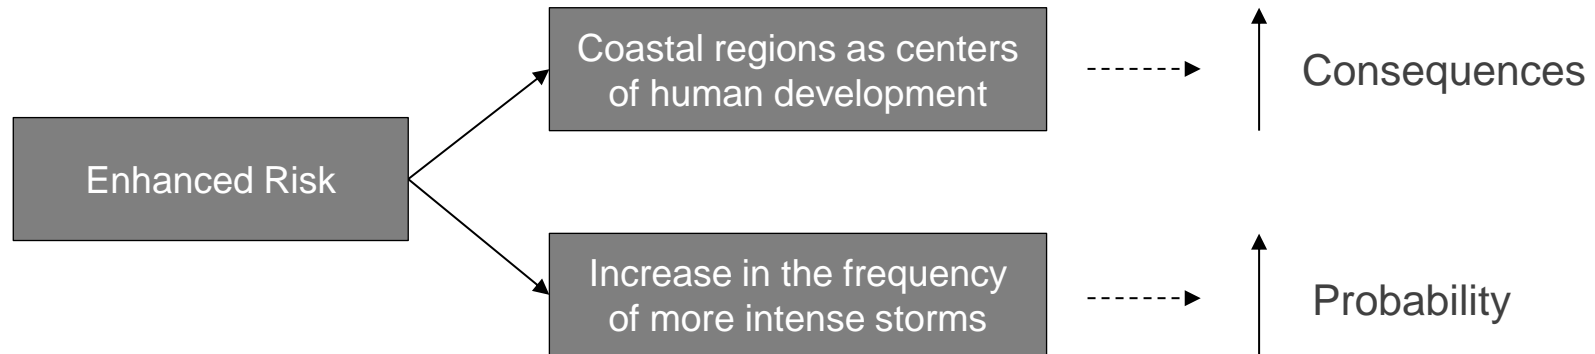 Coastal regions as centers
of human development
Consequences
Enhanced Risk
Increase in the frequency
of more intense storms
Probability